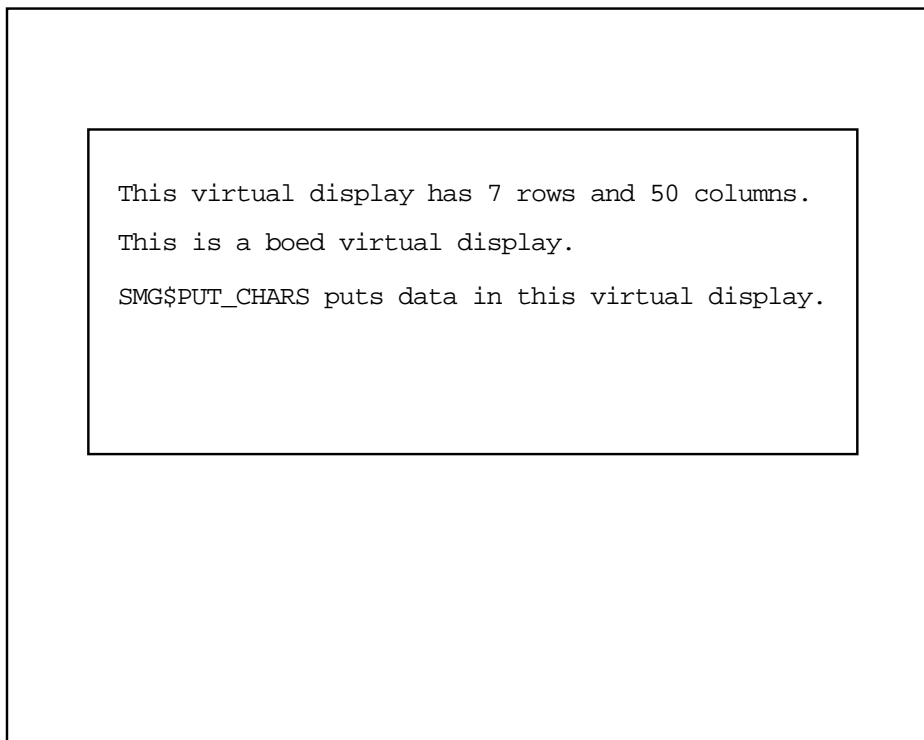 This virtual display has 7 rows and 50 columns.
This is a boed virtual display.
SMG$PUT_CHARS puts data in this virtual display.